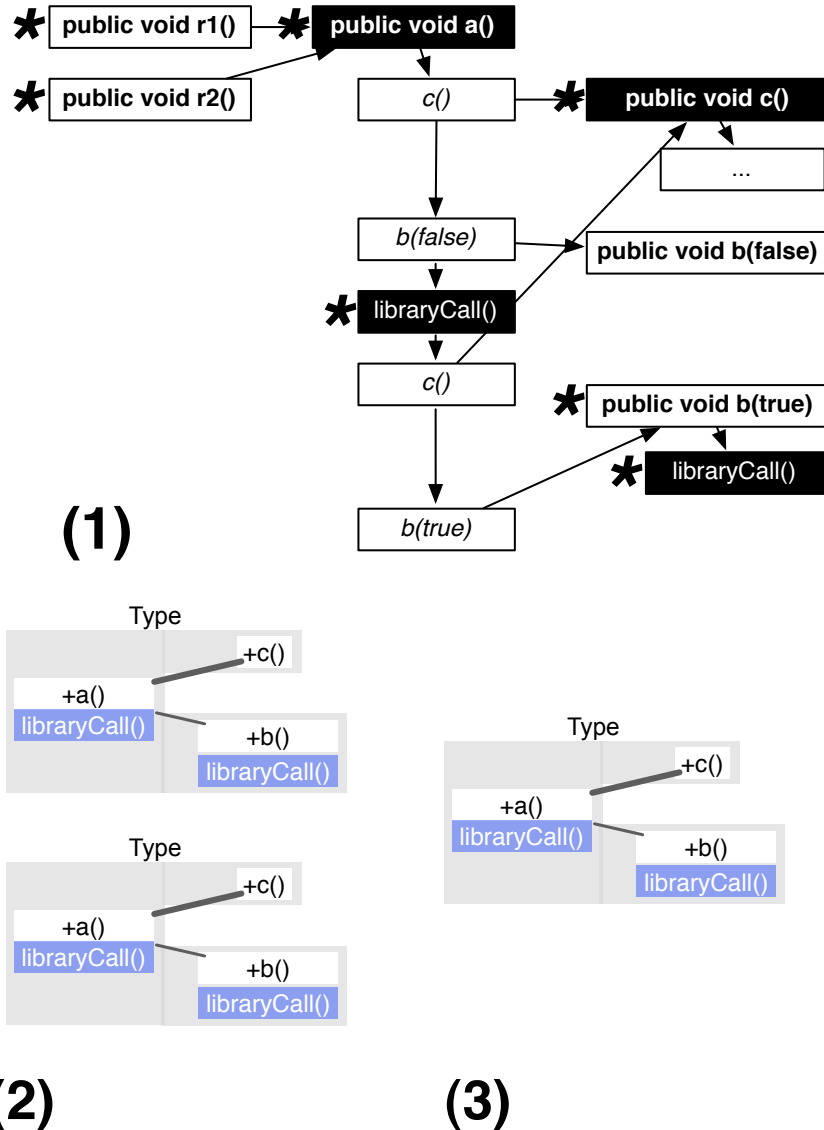 * public void r1()
* public void a()
* public void r2()
c()
* public void c()
...
b(false)
public void b(false)
* libraryCall()
c()
* public void b(true)
* libraryCall()
b(true)
(1)
Type
+c()
+a()
libraryCall()
+b()
libraryCall()
Type
+c()
+a()
libraryCall()
+b()
libraryCall()
(2)
Type
+c()
+a()
libraryCall()
+b()
libraryCall()
(3)